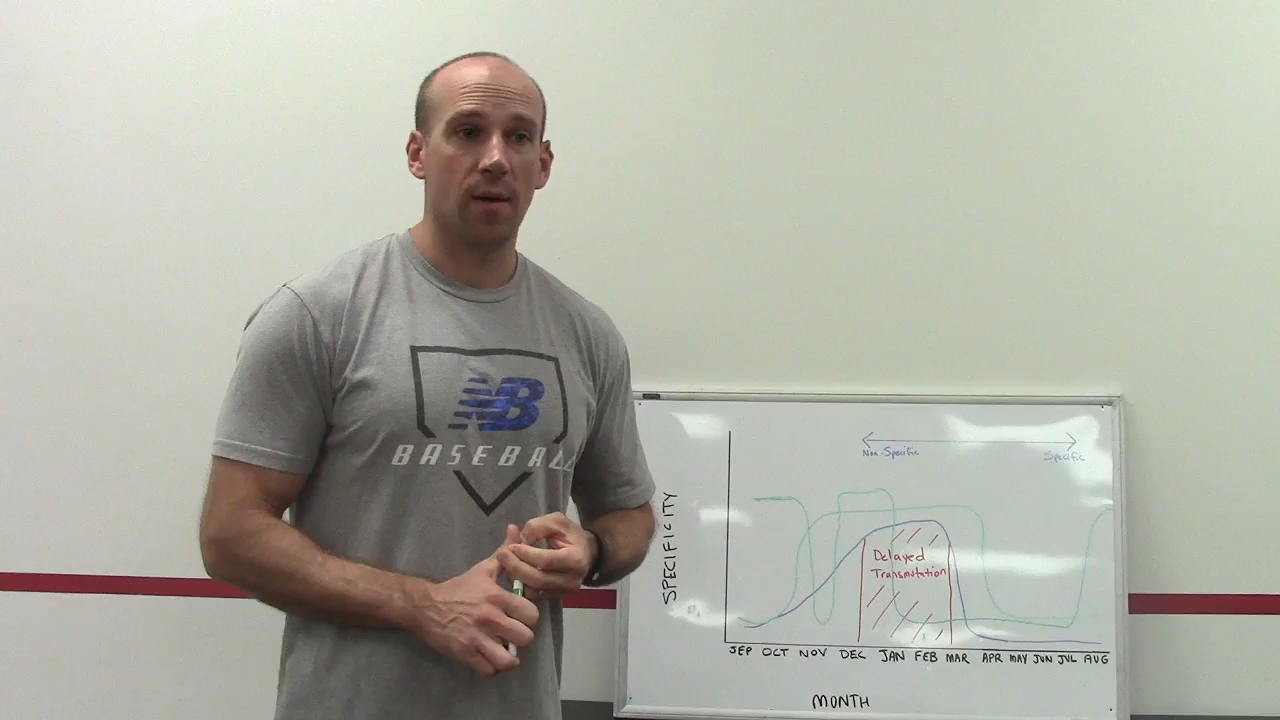 NB
BASEBALL
Non-Specific
Specific
SPECIFICITY
Delayed
Transmutation
SEP OCT NOV DEC JAN FEB MAR APR MAY JUN JUL AUG
MONTH